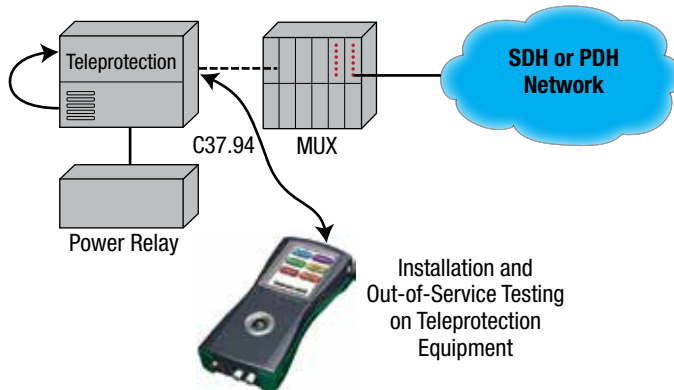 Teleprotection
SDH or PDH
Network
C37.94
MUX
Power Relay
Installation and
Out-of-Service Testing
on Teleprotection
Equipment